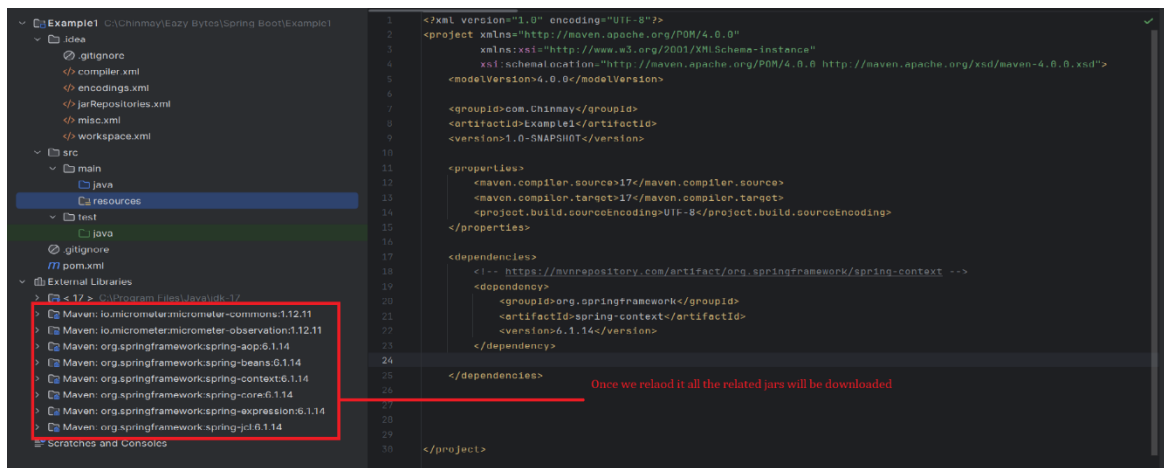 Example1 C:\Chinmay\Eazy Bytes\Spring Boot\Example1
.idea
.gitignore
compiler.xml
encodings.xml
jarRepositories.xml
misc.xml
workspace.xml
src
main
java
resources
test
java
.gitignore
pom.xml
External Libraries
< 17 > C:\Program Files\Java\jdk-17
Maven: io.micrometer:micrometer-commons:1.12.11
Maven: io.micrometer:micrometer-observation:1.12.11
Maven: org.springframework:spring-aop:6.1.14
Maven: org.springframework:spring-beans:6.1.14
Maven: org.springframework:spring-context:6.1.14
Maven: org.springframework:spring-core:6.1.14
Maven: org.springframework:spring-expression:6.1.14
Maven: org.springframework:spring-jcl:6.1.14
Scratches and Consoles
1 <?xml version="1.0" encoding="UTF-8"?>
2 <project xmlns="http://maven.apache.org/POM/4.0.0"
3 xmlns:xsi="http://www.w3.org/2001/XMLSchema-instance"
4 xsi:schemaLocation="http://maven.apache.org/POM/4.0.0 http://maven.apache.org/xsd/maven-4.0.0.xsd">
5 <modelVersion>4.0.0</modelVersion>
6
7 <groupId>com.Chinmay</groupId>
8 <artifactId>Example1</artifactId>
9 <version>1.0-SNAPSHOT</version>
10
11 <properties>
12 <maven.compiler.source>17</maven.compiler.source>
13 <maven.compiler.target>17</maven.compiler.target>
14 <project.build.sourceEncoding>UTF-8</project.build.sourceEncoding>
15 </properties>
16
17 <dependencies>
18 <!-- https://mvnrepository.com/artifact/org.springframework/spring-context -->
19 <dependency>
20 <groupId>org.springframework</groupId>
21 <artifactId>spring-context</artifactId>
22 <version>6.1.14</version>
23 </dependency>
24
25 </dependencies>
Once we relaod it all the related jars will be downloaded
26
27
28
29
30 </project>